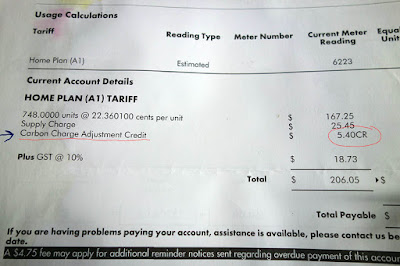 Usage Calculations
Tariff Reading Type Meter Number Current Meter Reading
Home Plan (A1) Estimated 6223
Current Account Details
HOME PLAN (A1) TARIFF
748.0000 units @ 22.360100 cents per unit $ 167.25
Supply Charge $ 25.45
Carbon Charge Adjustment Credit $ 5.40CR
Plus GST @ 10% $ 18.73
Total $ 206.05 $
Total Payable $
If you are having problems paying your account, assistance is available, please contact us be
date.
A $4.75 fee may apply for additional reminder notices sent regarding overdue payment of this accoun